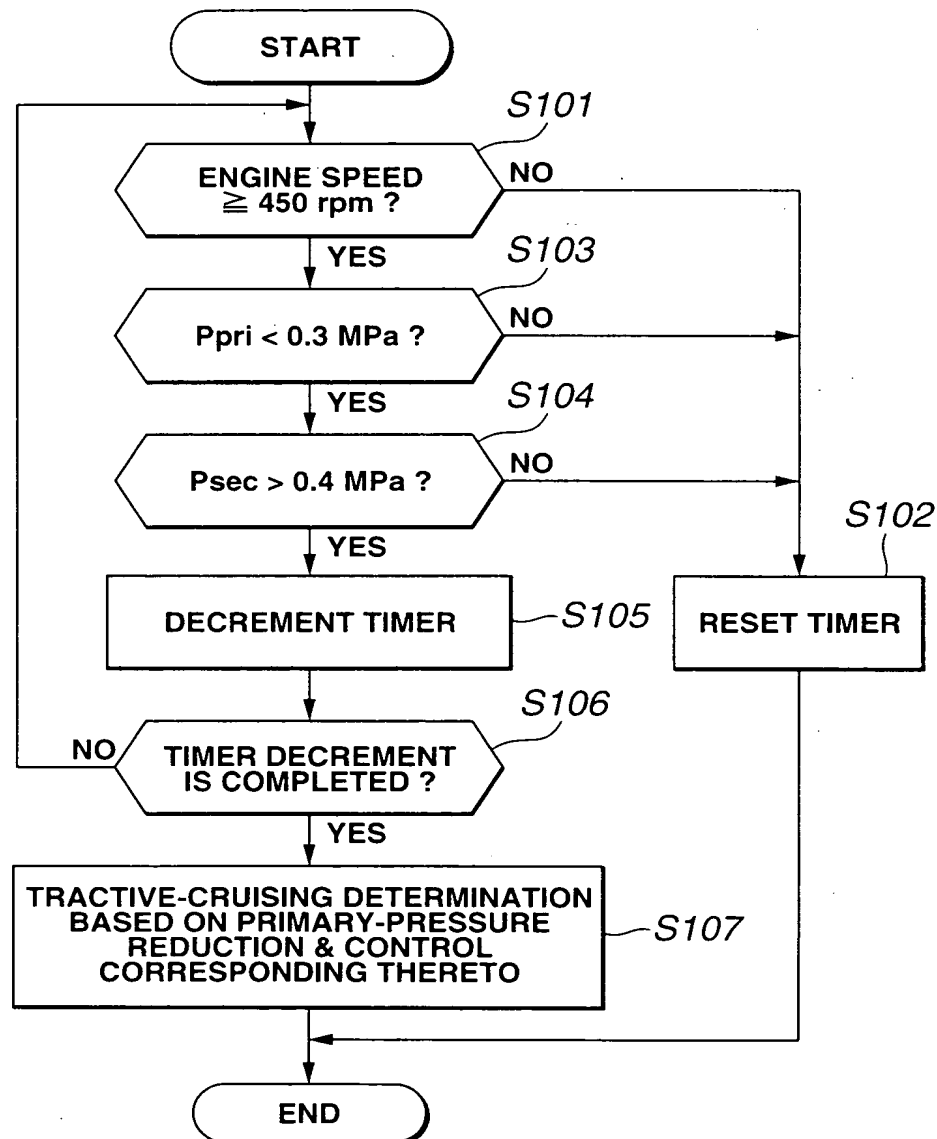 START
S101
ENGINE SPEED
≧ 450 rpm ?
NO
YES
S103
Ppri < 0.3 MPa ?
NO
YES
S104
Psec > 0.4 MPa ?
NO
YES
S102
DECREMENT TIMER
S105
RESET TIMER
S106
NO
TIMER DECREMENT
IS COMPLETED ?
YES
TRACTIVE-CRUISING DETERMINATION
BASED ON PRIMARY-PRESSURE
REDUCTION & CONTROL
CORRESPONDING THERETO
S107
END